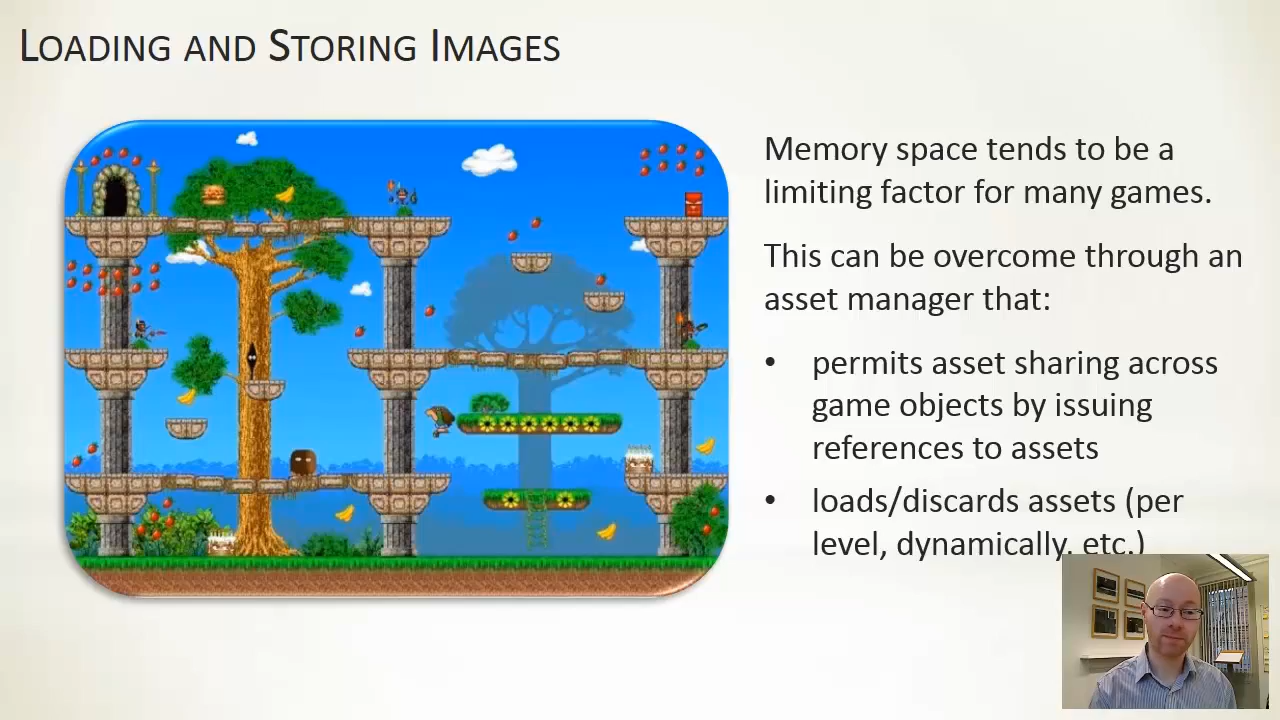 LOADING AND STORING IMAGES
Memory space tends to be a
limiting factor for many games.
This can be overcome through an
asset manager that:
• permits asset sharing across
game objects by issuing
references to assets
• loads/discards assets (per
level, dynamically, etc.)